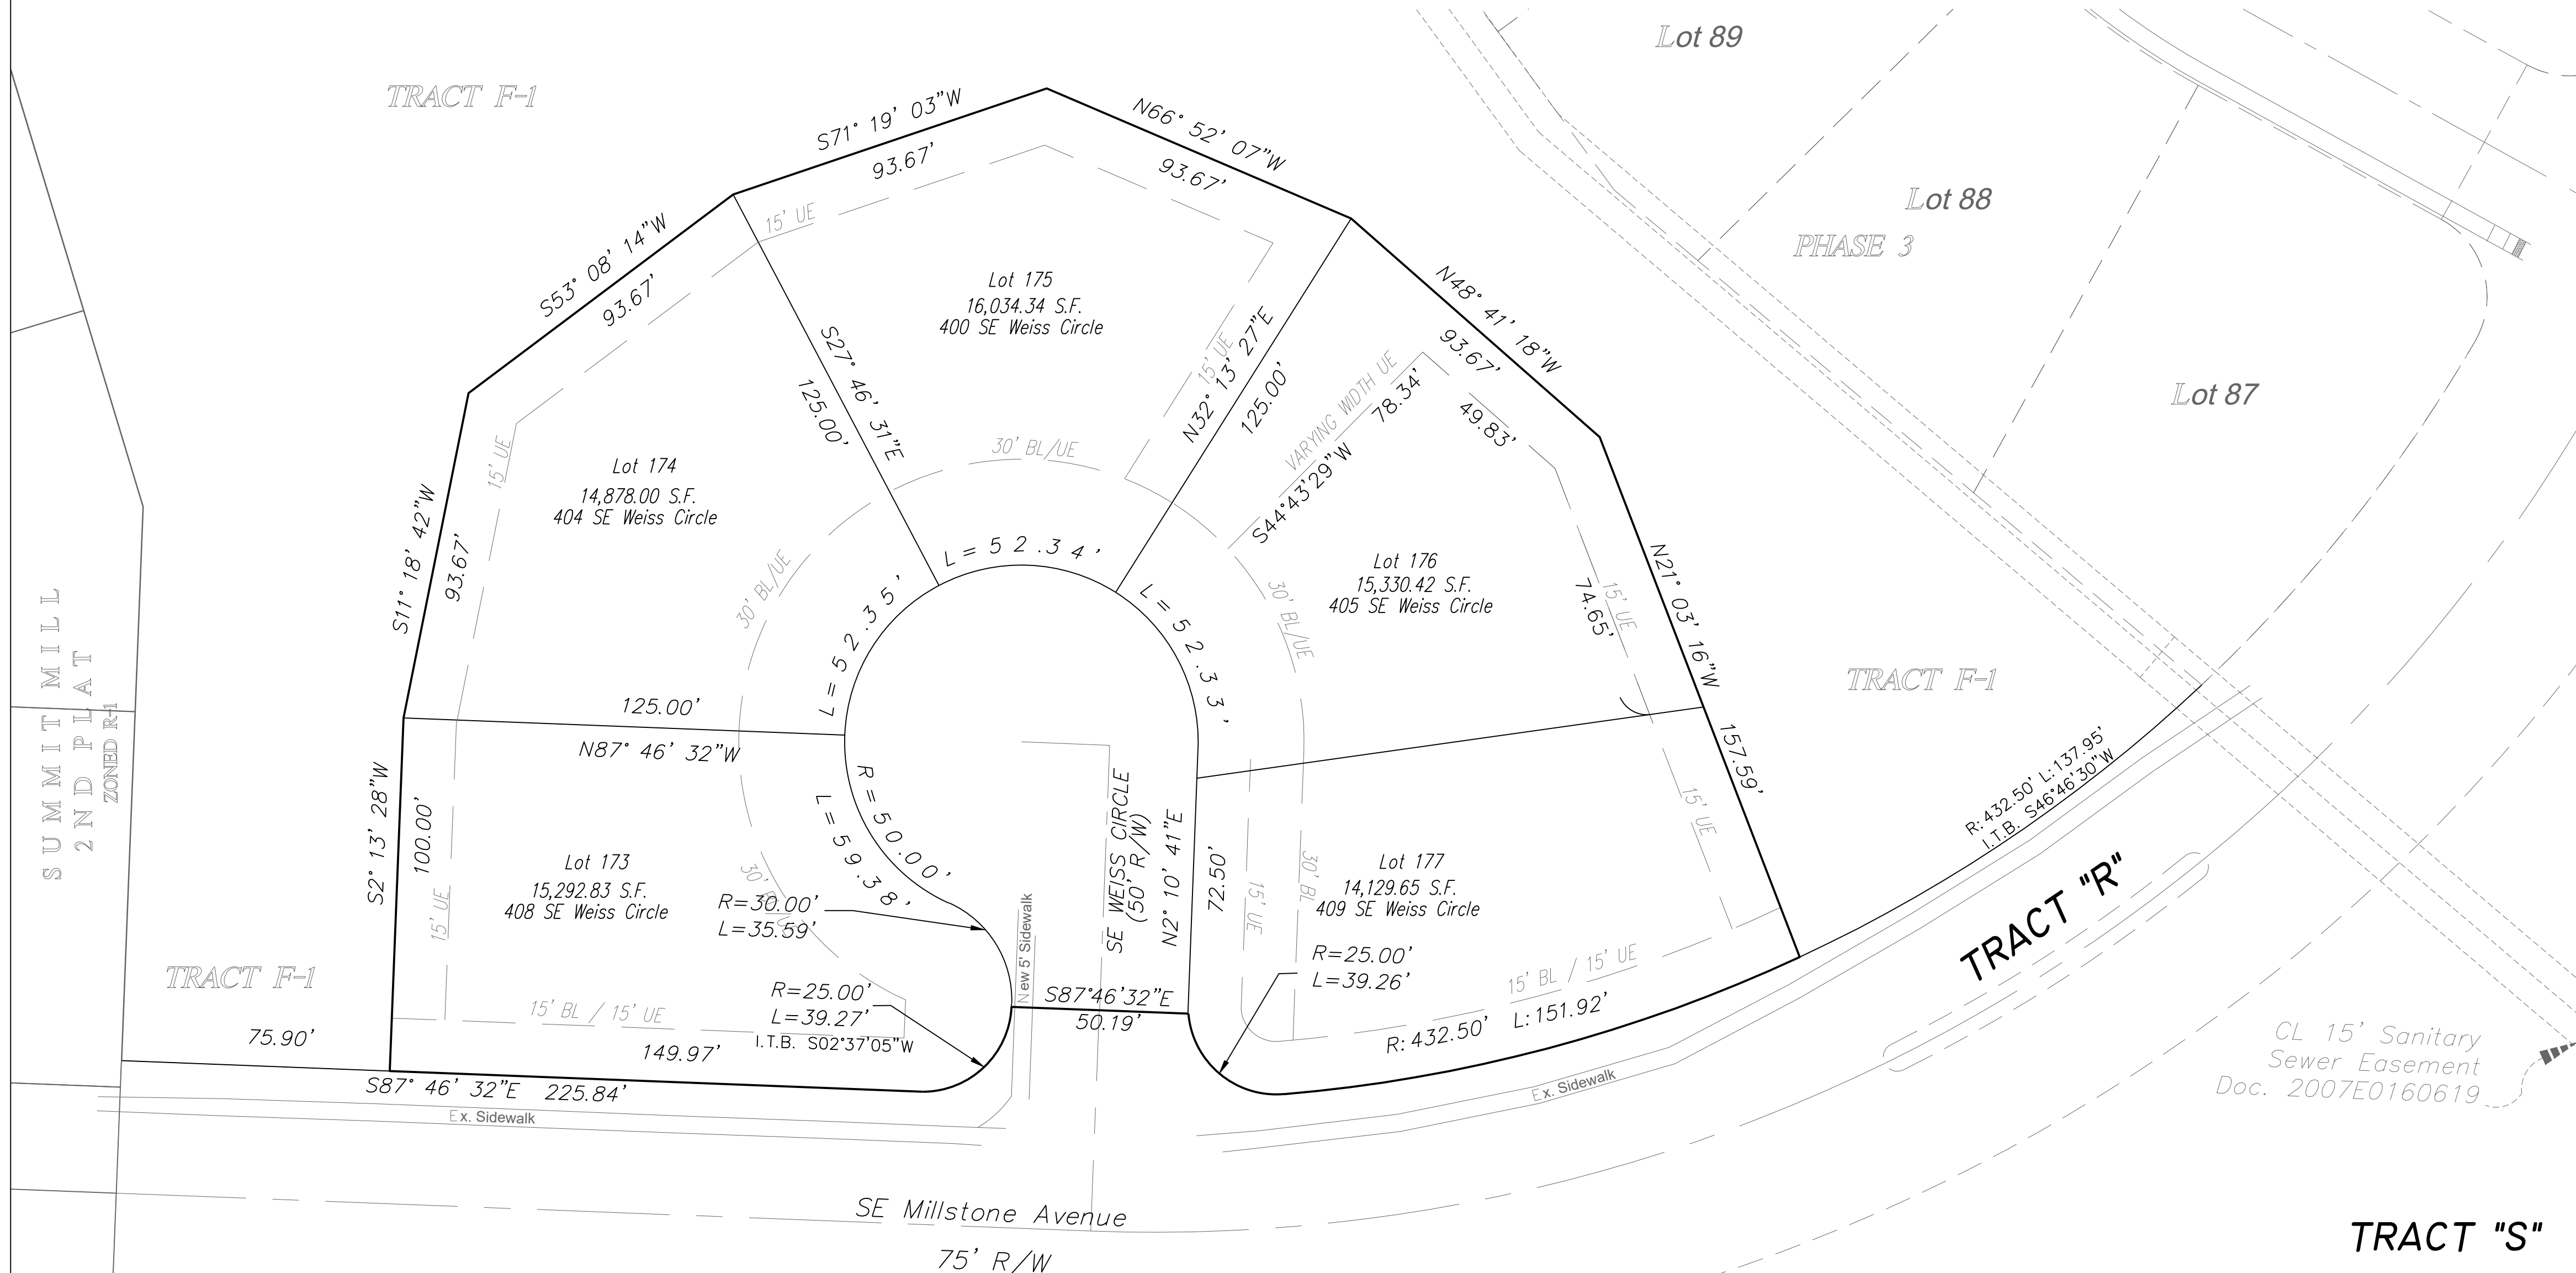 Lot 89
TRACT F-1
S71° 19' 03"W
93.67'
N66° 52' 07"W
93.67'
Lot 88
PHASE 3
S53° 08' 14"W
93.67'
15' UE
Lot 175
16,034.34 S.F.
400 SE Weiss Circle
N48° 41' 18"W
93.67'
S27° 46' 31"E
125.00'
N32° 13' 27"E
125.00'
15' UE
VARYING WIDTH UE
78.34'
S44°43'29"W
49.83'
Lot 87
15' UE
Lot 174
14,878.00 S.F.
404 SE Weiss Circle
30' BL/UE
S11° 18' 42"W
93.67'
30' BL/UE
L=52.35'
L=52.34'
L=52.33'
30' BL/UE
Lot 176
15,330.42 S.F.
405 SE Weiss Circle
74.65'
15' UE
N21° 03' 16"W
157.59'
TRACT F-1
SUMMIT MILL
2ND PLAT
ZONED R-1
125.00'
N87° 46' 32"W
S2° 13' 28"W
100.00'
15' UE
Lot 173
15,292.83 S.F.
408 SE Weiss Circle
R=50.00'
L=59.38'
R=30.00'
L=35.59'
R=25.00'
L=39.27'
I.T.B. S02°37'05"W
New 5' Sidewalk
SE WEISS CIRCLE
(50' R/W)
N2° 10' 41"E
72.50'
S87°46'32"E
50.19'
15' UE
30' BL
Lot 177
14,129.65 S.F.
409 SE Weiss Circle
R=25.00'
L=39.26'
15' UE
15' BL / 15' UE
R: 432.50' L: 151.92'
R: 432.50' L: 137.95'
I.T.B. S46°46'30"W
TRACT "R"
TRACT F-1
75.90'
15' BL / 15' UE
149.97'
S87° 46' 32"E 225.84'
Ex. Sidewalk
Ex. Sidewalk
CL 15' Sanitary
Sewer Easement
Doc. 2007E0160619
SE Millstone Avenue
75' R/W
TRACT "S"